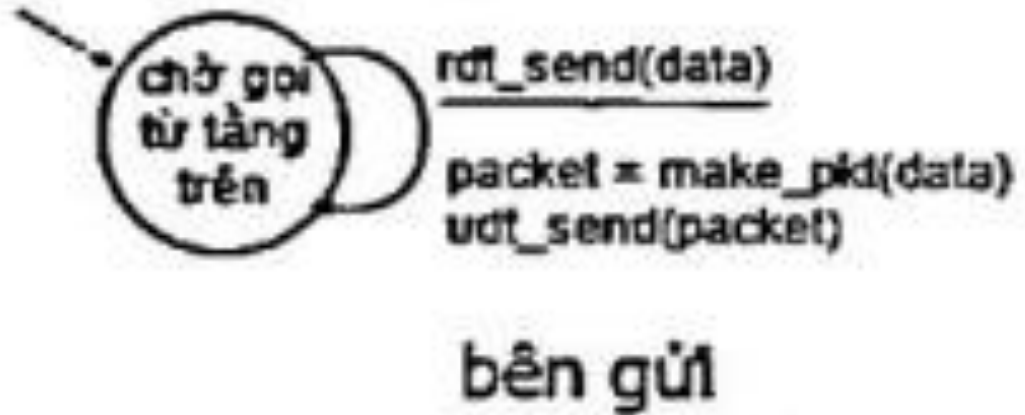 chờ gọi
từ tầng
trên
rdt_send(data)
packet = make_pkt(data)
udt_send(packet)
bên gửi